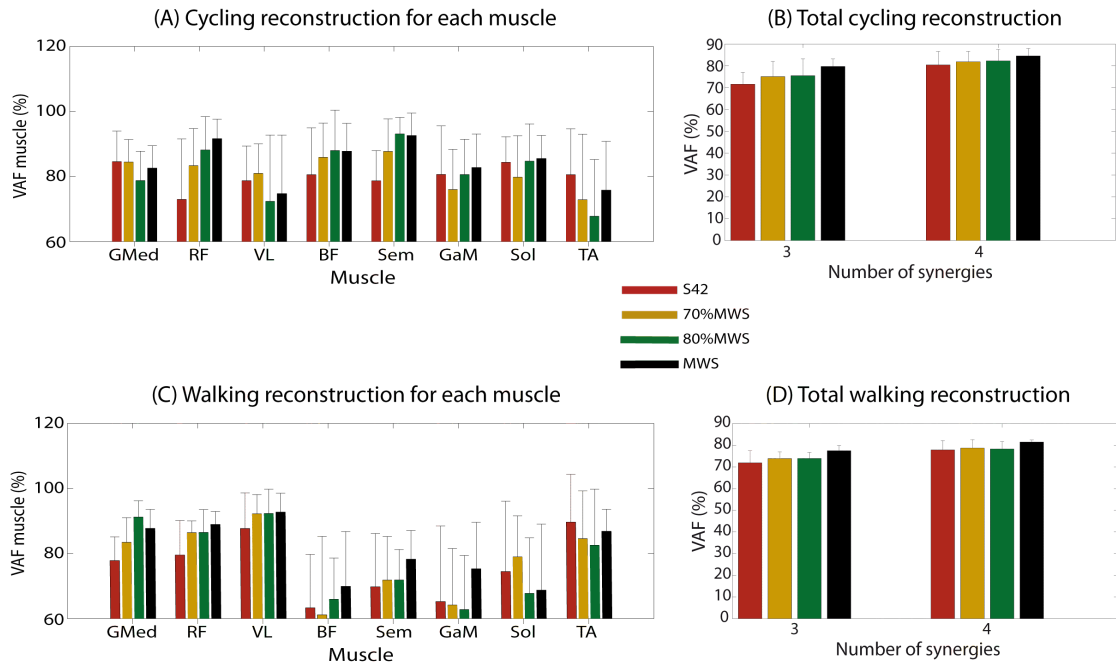 (A) Cycling reconstruction for each muscle
VAF muscle (%)
120
100
80
60
GMed RF VL BF Sem GaM Sol TA
Muscle
(B) Total cycling reconstruction
VAF (%)
90
80
70
60
50
40
30
20
10
0
3 4
Number of synergies
S42
70%MWS
80%MWS
MWS
(C) Walking reconstruction for each muscle
VAF muscle (%)
120
100
80
60
GMed RF VL BF Sem GaM Sol TA
Muscle
(D) Total walking reconstruction
VAF (%)
90
80
70
60
50
40
30
20
10
0
3 4
Number of synergies